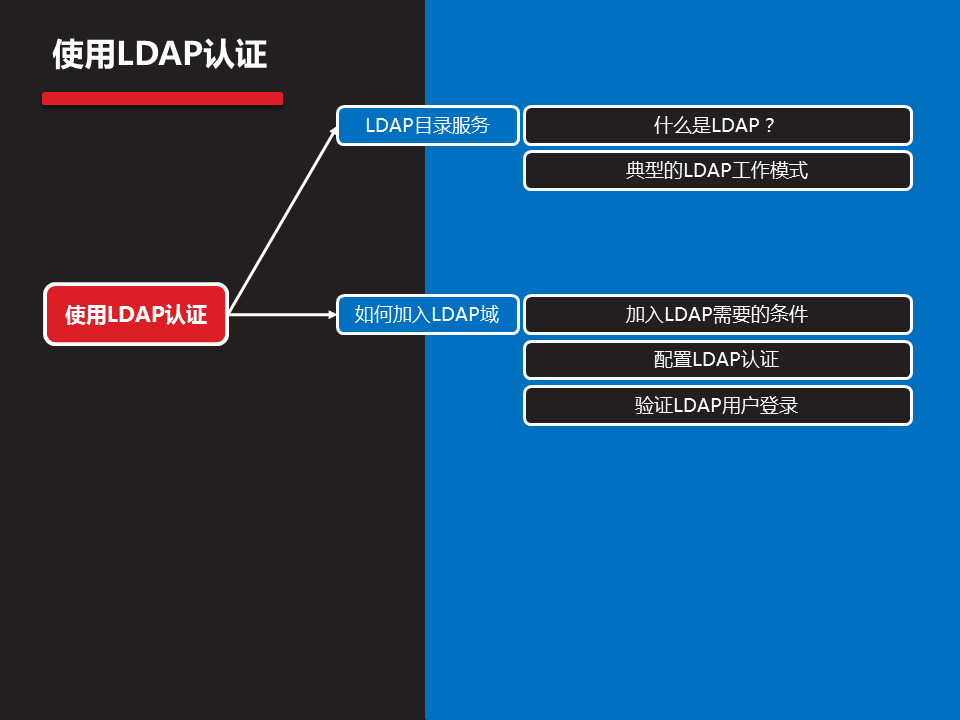 使用LDAP认证
LDAP目录服务
什么是LDAP？
典型的LDAP工作模式
使用LDAP认证
如何加入LDAP域
加入LDAP需要的条件
配置LDAP认证
验证LDAP用户登录